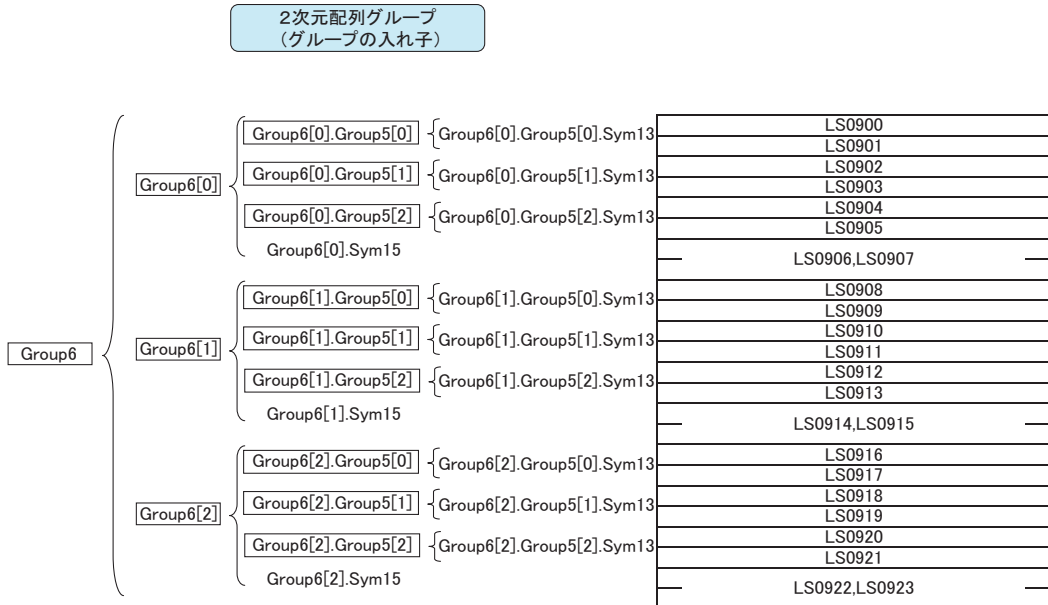 2次元配列グループ
（グループの入れ子）
Group6[0].Group5[0]
Group6[0].Group5[0].Sym13
LS0900
LS0901
Group6[0]
Group6[0].Group5[1]
Group6[0].Group5[1].Sym13
LS0902
LS0903
Group6[0].Group5[2]
Group6[0].Group5[2].Sym13
LS0904
LS0905
Group6[0].Sym15
LS0906,LS0907
Group6
Group6[1].Group5[0]
Group6[1].Group5[0].Sym13
LS0908
LS0909
Group6[1]
Group6[1].Group5[1]
Group6[1].Group5[1].Sym13
LS0910
LS0911
Group6[1].Group5[2]
Group6[1].Group5[2].Sym13
LS0912
LS0913
Group6[1].Sym15
LS0914,LS0915
Group6[2].Group5[0]
Group6[2].Group5[0].Sym13
LS0916
LS0917
Group6[2]
Group6[2].Group5[1]
Group6[2].Group5[1].Sym13
LS0918
LS0919
Group6[2].Group5[2]
Group6[2].Group5[2].Sym13
LS0920
LS0921
Group6[2].Sym15
LS0922,LS0923